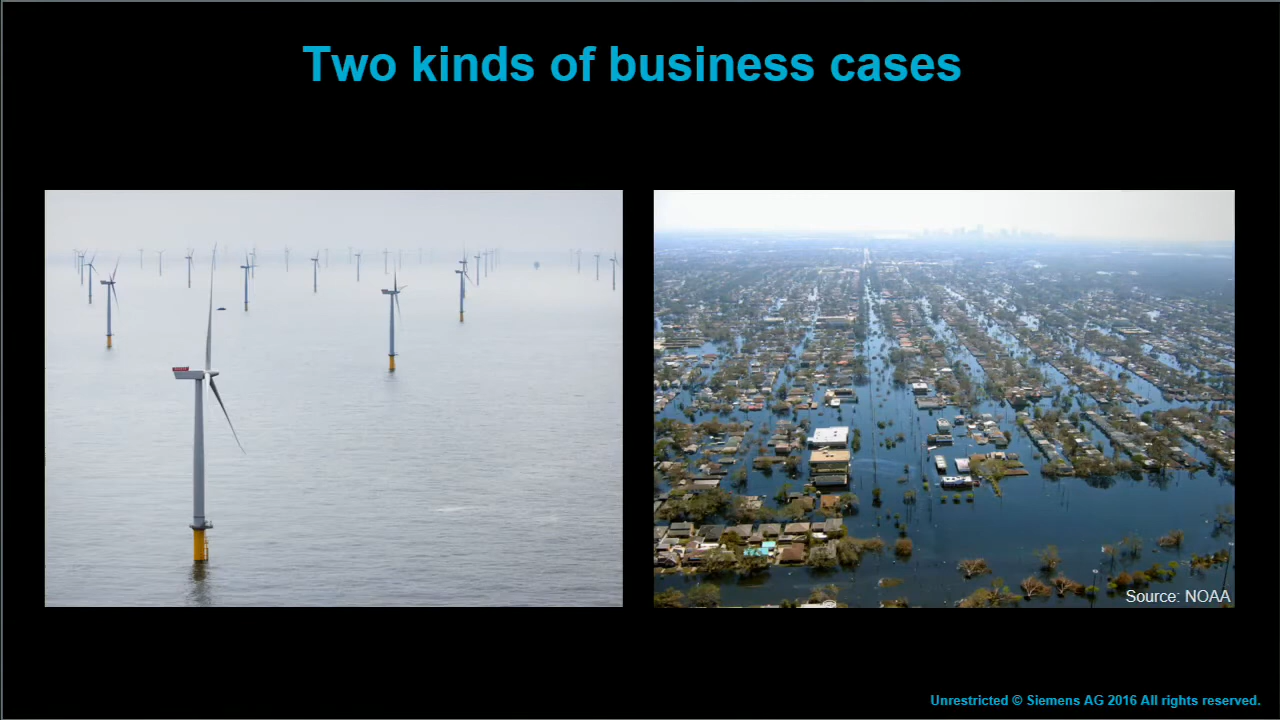 Two kinds of business cases
Source: NOAA
Unrestricted © Siemens AG 2016 All rights reserved.